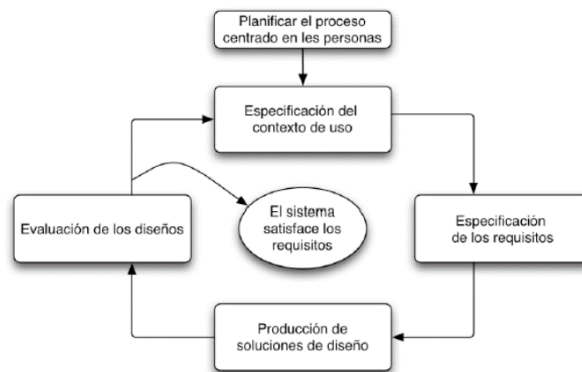 Planificar el proceso
centrado en les personas
Especificación del
contexto de uso
Evaluación de los diseños
El sistema
satisface los
requisitos
Especificación
de los requisitos
Producción de
soluciones de diseño